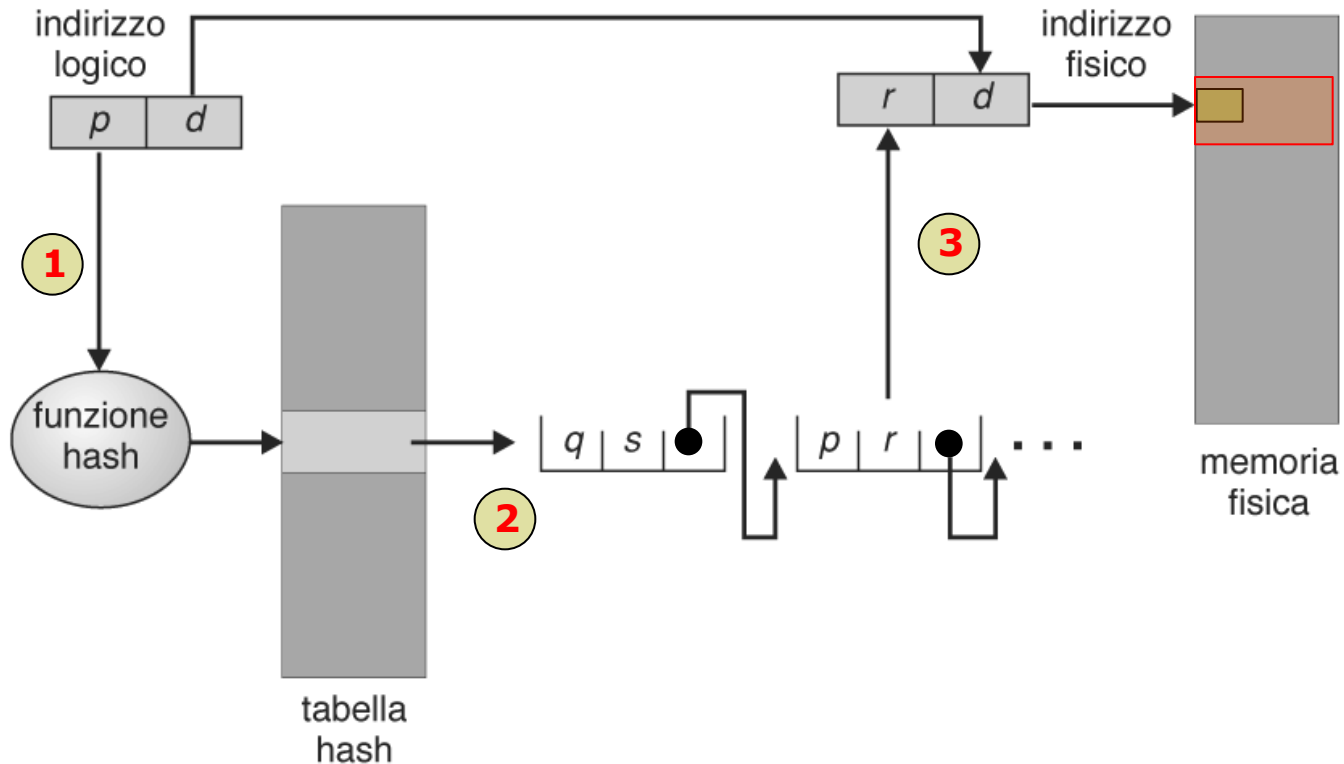 indirizzo
logico
p d
indirizzo
fisico
r d
1
3
funzione
hash
q s
p r
...
2
memoria
fisica
tabella
hash